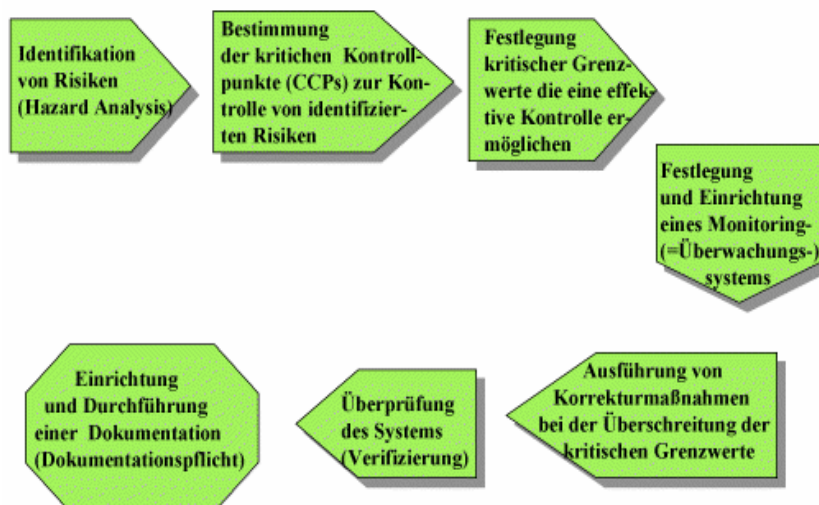 Identifikation
von Risiken
(Hazard Analysis)
Bestimmung
der kritichen Kontroll-
punkte (CCPs) zur Kon-
trolle von identifizier-
ten Risiken
Festlegung
kritischer Grenz-
werte die eine effek-
tive Kontrolle er-
möglichen
Festlegung
und Einrichtung
eines Monitoring-
(=Überwachungs-)
systems
Ausführung von
Korrekturmaßnahmen
bei der Überschreitung der
kritischen Grenzwerte
Überprüfung
des Systems
(Verifizierung)
Einrichtung
und Durchführung
einer Dokumentation
(Dokumentationspflicht)